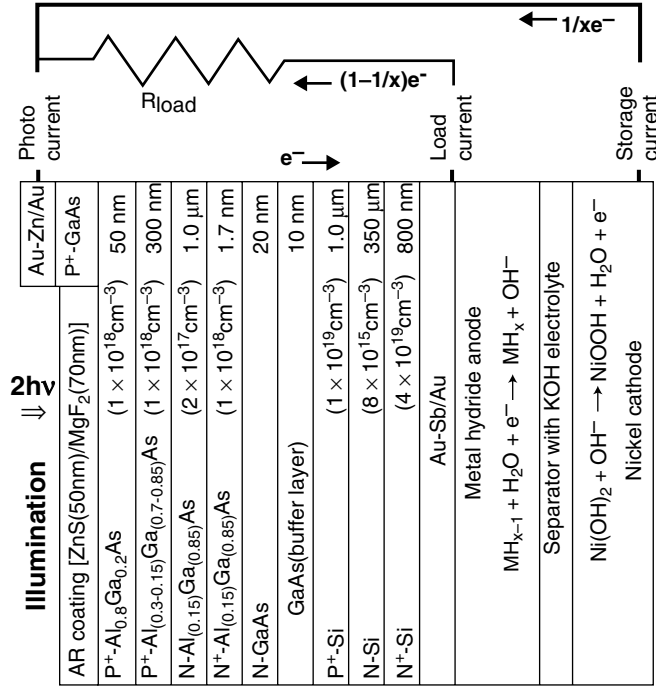 1/xe⁻
(1–1/x)e⁻
Rload
e⁻
Photo
current
Load
current
Storage
current
2hν
⇓
Illumination
Au-Zn/Au
P⁺-GaAs
AR coating [ZnS(50nm)/MgF₂(70nm)]
P⁺-Al₀.₈Ga₀.₂As (1 × 10¹⁸cm⁻³) 50 nm
P⁺-Al(0.3-0.15)Ga(0.7-0.85)As (1 × 10¹⁸cm⁻³) 300 nm
N-Al(0.15)Ga(0.85)As (2 × 10¹⁷cm⁻³) 1.0 µm
N⁺-Al(0.15)Ga(0.85)As (1 × 10¹⁸cm⁻³) 1.7 nm
N-GaAs 20 nm
GaAs(buffer layer) 10 nm
P⁺-Si (1 × 10¹⁹cm⁻³) 1.0 µm
N-Si (8 × 10¹⁵cm⁻³) 350 µm
N⁺-Si (4 × 10¹⁹cm⁻³) 800 nm
Au-Sb/Au
Metal hydride anode
MHₓ₋₁ + H₂O + e⁻ → MHₓ + OH⁻
Separator with KOH electrolyte
Ni(OH)₂ + OH⁻ → NiOOH + H₂O + e⁻
Nickel cathode